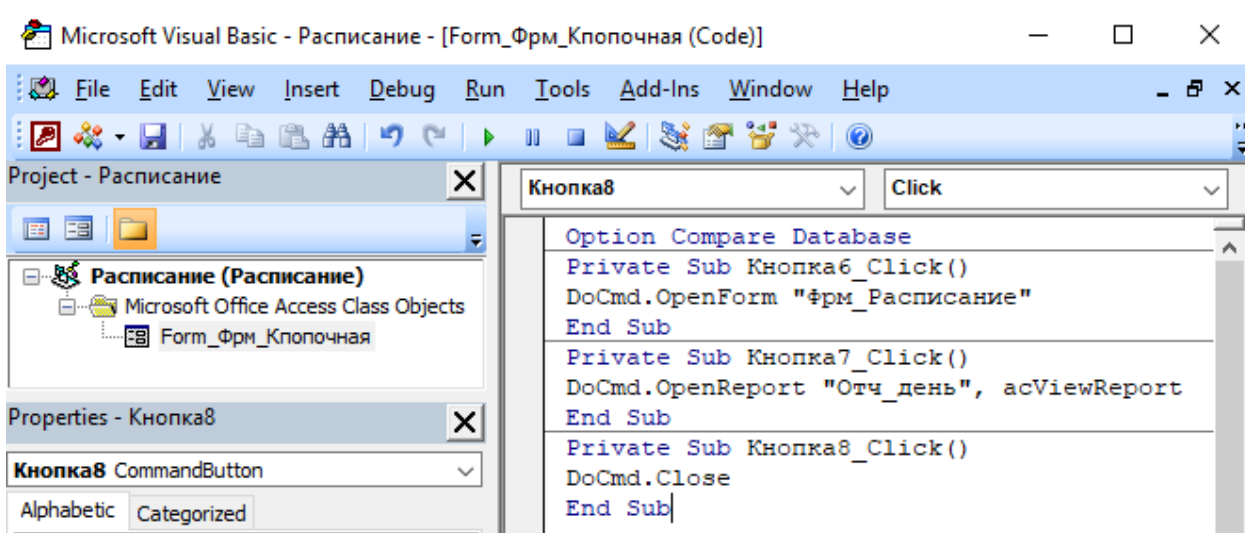 Microsoft Visual Basic - Расписание - [Form_Фрм_Клопочная (Code)]
File Edit View Insert Debug Run Tools Add-Ins Window Help
Project - Расписание
Расписание (Расписание)
Microsoft Office Access Class Objects
Form_Фрм_Клопочная
Properties - Кнопка8
Кнопка8 CommandButton
Alphabetic Categorized
Кнопка8 Click
Option Compare Database
Private Sub Кнопка6_Click()
DoCmd.OpenForm "Фрм_Расписание"
End Sub
Private Sub Кнопка7_Click()
DoCmd.OpenReport "Отч_день", acViewReport
End Sub
Private Sub Кнопка8_Click()
DoCmd.Close
End Sub